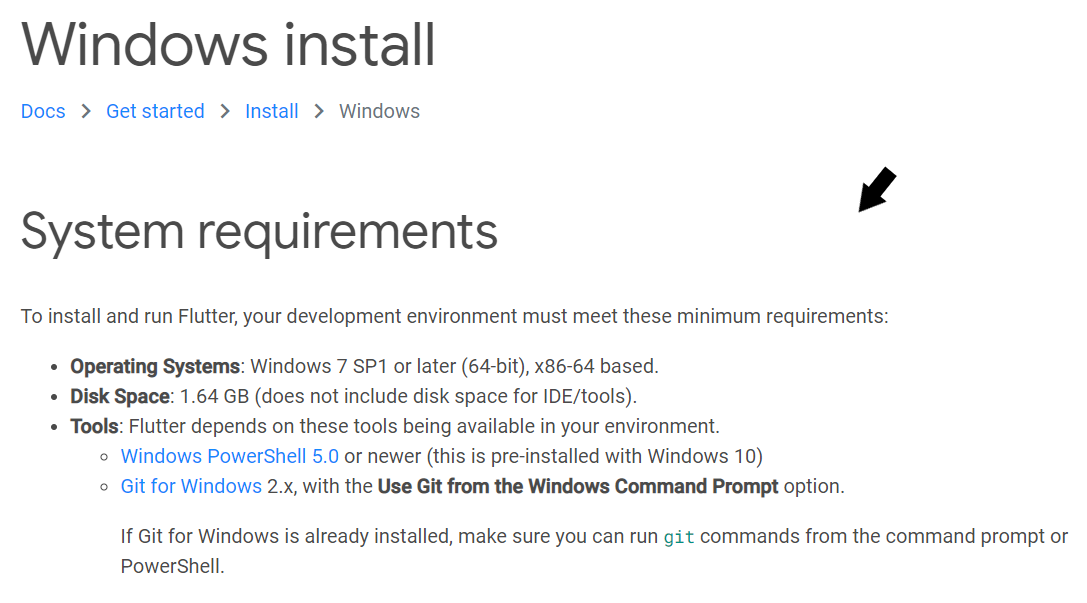 Windows install
Docs > Get started > Install > Windows
System requirements
To install and run Flutter, your development environment must meet these minimum requirements:
• Operating Systems: Windows 7 SP1 or later (64-bit), x86-64 based.
• Disk Space: 1.64 GB (does not include disk space for IDE/tools).
• Tools: Flutter depends on these tools being available in your environment.
◦ Windows PowerShell 5.0 or newer (this is pre-installed with Windows 10)
◦ Git for Windows 2.x, with the Use Git from the Windows Command Prompt option.
If Git for Windows is already installed, make sure you can run git commands from the command prompt or
PowerShell.